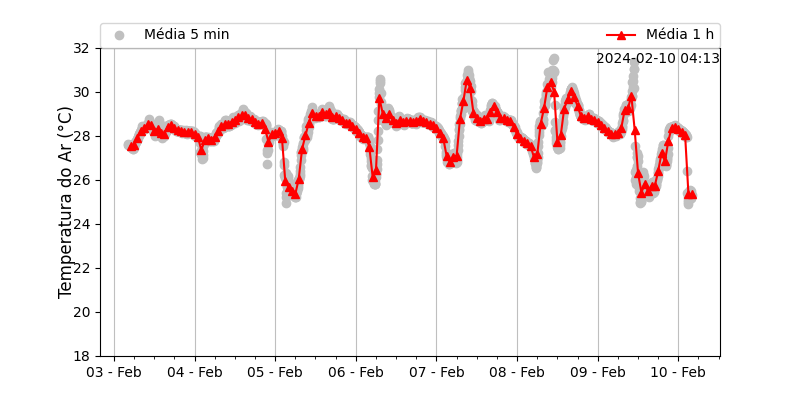 Média 5 min
Média 1 h
2024-02-10 04:13
Temperatura do Ar (°C)
32
30
28
26
24
22
20
18
03 - Feb
04 - Feb
05 - Feb
06 - Feb
07 - Feb
08 - Feb
09 - Feb
10 - Feb